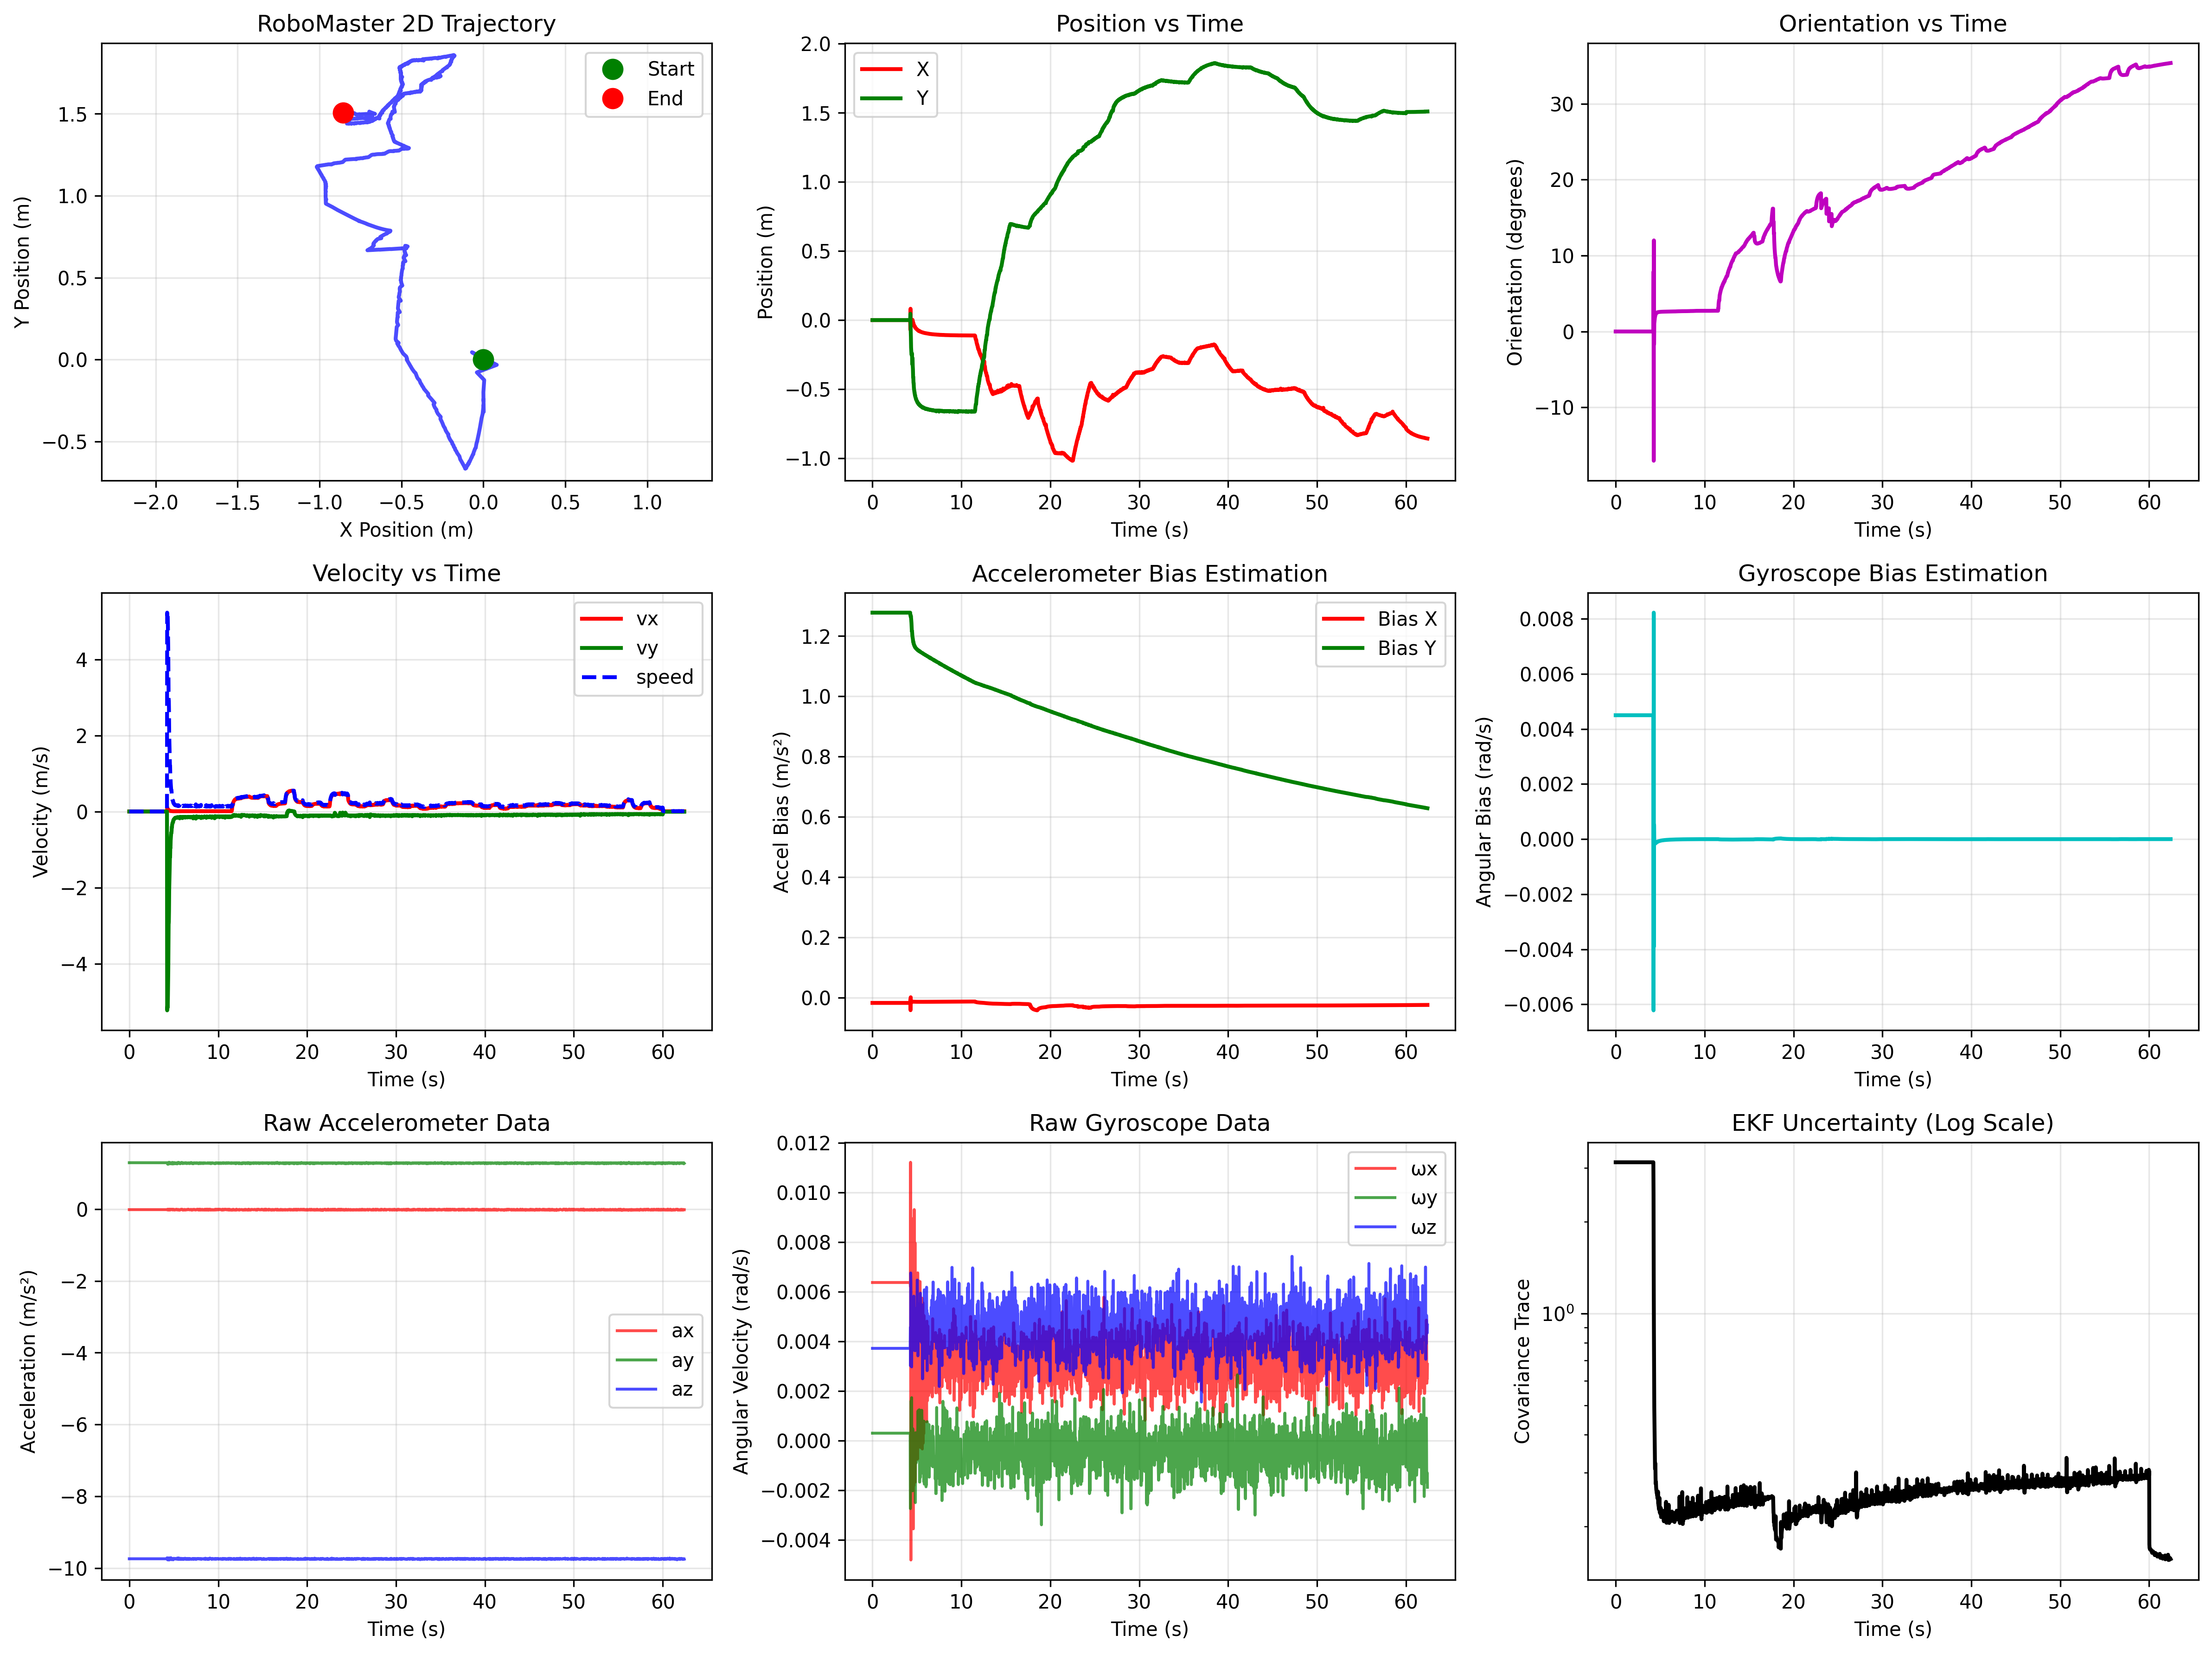 RoboMaster 2D Trajectory
Y Position (m)
1.5
1.0
0.5
0.0
−0.5
Start
End
−2.0 −1.5 −1.0 −0.5 0.0 0.5 1.0
X Position (m)
Position vs Time
Position (m)
2.0
1.5
1.0
0.5
0.0
−0.5
−1.0
X
Y
0 10 20 30 40 50 60
Time (s)
Orientation vs Time
Orientation (degrees)
30
20
10
0
−10
0 10 20 30 40 50 60
Time (s)
Velocity vs Time
Velocity (m/s)
4
2
0
−2
−4
vx
vy
speed
0 10 20 30 40 50 60
Time (s)
Accelerometer Bias Estimation
Accel Bias (m/s²)
1.2
1.0
0.8
0.6
0.4
0.2
0.0
Bias X
Bias Y
0 10 20 30 40 50 60
Time (s)
Gyroscope Bias Estimation
Angular Bias (rad/s)
0.008
0.006
0.004
0.002
0.000
−0.002
−0.004
−0.006
0 10 20 30 40 50 60
Time (s)
Raw Accelerometer Data
Acceleration (m/s²)
0
−2
−4
−6
−8
−10
ax
ay
az
0 10 20 30 40 50 60
Time (s)
Raw Gyroscope Data
Angular Velocity (rad/s)
0.012
0.010
0.008
0.006
0.004
0.002
0.000
−0.002
−0.004
ωx
ωy
ωz
0 10 20 30 40 50 60
Time (s)
EKF Uncertainty (Log Scale)
Covariance Trace
10⁰
0 10 20 30 40 50 60
Time (s)